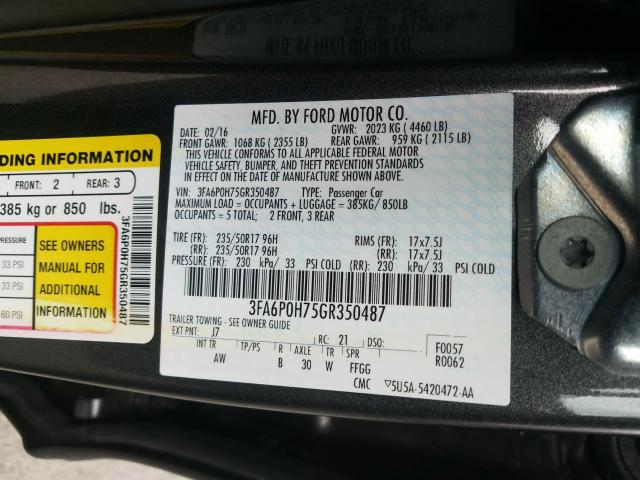 MFD. BY FORD MOTOR CO.
DATE: 02/16 GVWR: 2023 KG ( 4460 LB)
FRONT GAWR: 1068 KG ( 2355 LB) REAR GAWR: 959 KG ( 2115 LB)
THIS VEHICLE CONFORMS TO ALL APPLICABLE FEDERAL MOTOR
VEHICLE SAFETY, BUMPER, AND THEFT PREVENTION STANDARDS
IN EFFECT ON THE DATE OF MANUFACTURE SHOWN ABOVE.
VIN: 3FA6P0H75GR350487 TYPE: Passenger Car
MAXIMUM LOAD = OCCUPANTS + LUGGAGE = 385KG/ 850LB
OCCUPANTS = 5 TOTAL; 2 FRONT, 3 REAR
TIRE (FR): 235/50R17 96H RIMS (FR): 17x7.5J
(RR): 235/50R17 96H (RR): 17x7.5J
PRESSURE (FR): 230 kPa/ 33 PSI COLD (RR): 230 kPa/ 33 PSI COLD
3FA6P0H75GR350487
TRAILER TOWING - SEE OWNER GUIDE
EXT PNT: J7 RC: 21 DSO: F0057
INT TR TP/PS R AXLE TR SPR R0062
AW B 30 W FFGG
CMC 5U5A-5420472-AA
DING INFORMATION
FRONT: 2 REAR: 3
385 kg or 850 lbs.
PRESSURE SEE OWNERS
33 PSI MANUAL FOR
33 PSI ADDITIONAL
60 PSI INFORMATION
3FA6P0H75GR350487